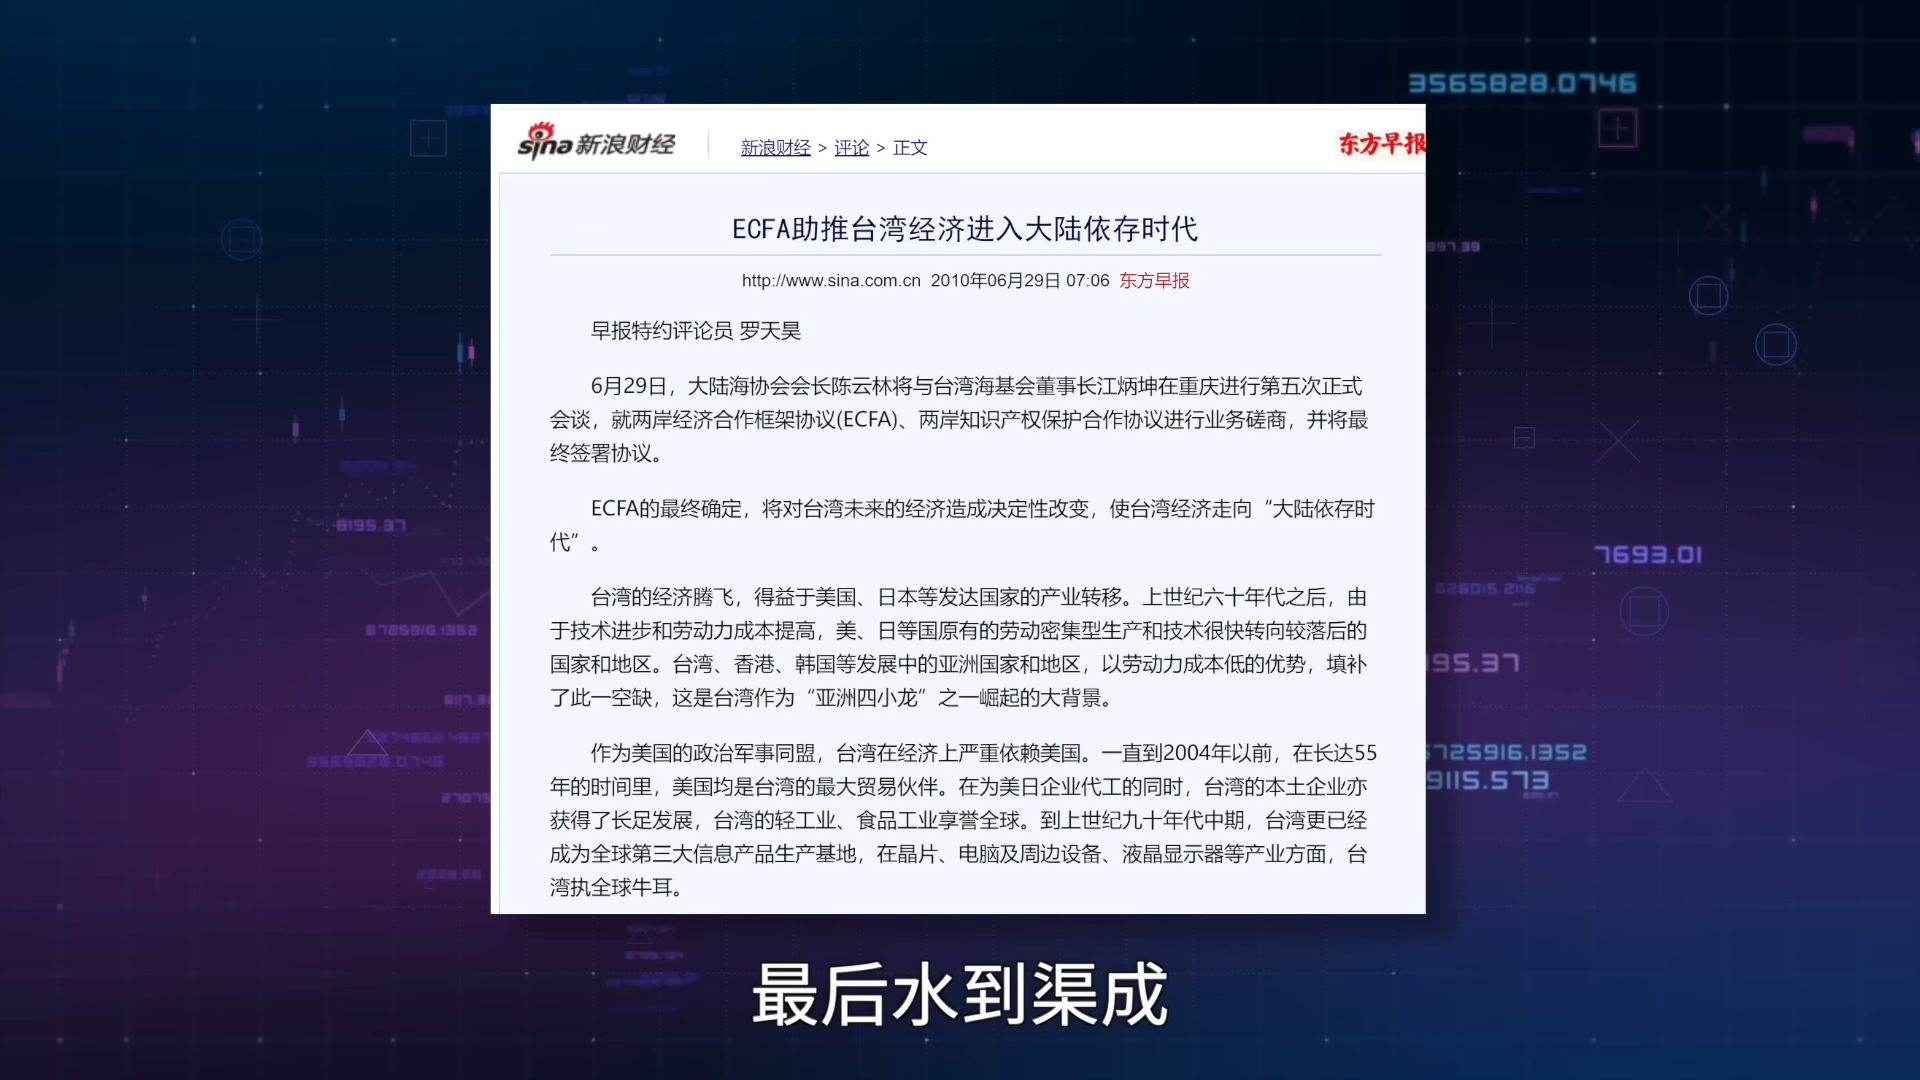 3565828.0746
sina新浪财经
新浪财经 > 评论 > 正文
东方早报
ECFA助推台湾经济进入大陆依存时代
http://www.sina.com.cn 2010年06月29日 07:06 东方早报
早报特约评论员 罗天昊
6月29日，大陆海协会会长陈云林将与台湾海基会董事长江炳坤在重庆进行第五次正式
会谈，就两岸经济合作框架协议(ECFA)、两岸知识产权保护合作协议进行业务磋商，并将最
终签署协议。
ECFA的最终确定，将对台湾未来的经济造成决定性改变，使台湾经济走向“大陆依存时
代”。
台湾的经济腾飞，得益于美国、日本等发达国家的产业转移。上世纪六十年代之后，由
于技术进步和劳动力成本提高，美、日等国原有的劳动密集型生产和技术很快转向较落后的
国家和地区。台湾、香港、韩国等发展中的亚洲国家和地区，以劳动力成本低的优势，填补
了此一空缺，这是台湾作为“亚洲四小龙”之一崛起的大背景。
作为美国的政治军事同盟，台湾在经济上严重依赖美国。一直到2004年以前，在长达55
年的时间里，美国均是台湾的最大贸易伙伴。在为美日企业代工的同时，台湾的本土企业亦
获得了长足发展，台湾的轻工业、食品工业享誉全球。到上世纪九十年代中期，台湾更已经
成为全球第三大信息产品生产基地，在晶片、电脑及周边设备、液晶显示器等产业方面，台
湾执全球牛耳。
897.39
8195.37
7693.01
626015.2116
6725916.1352
95.37
6725916.1352
9115.573
3565828.0746
最后水到渠成